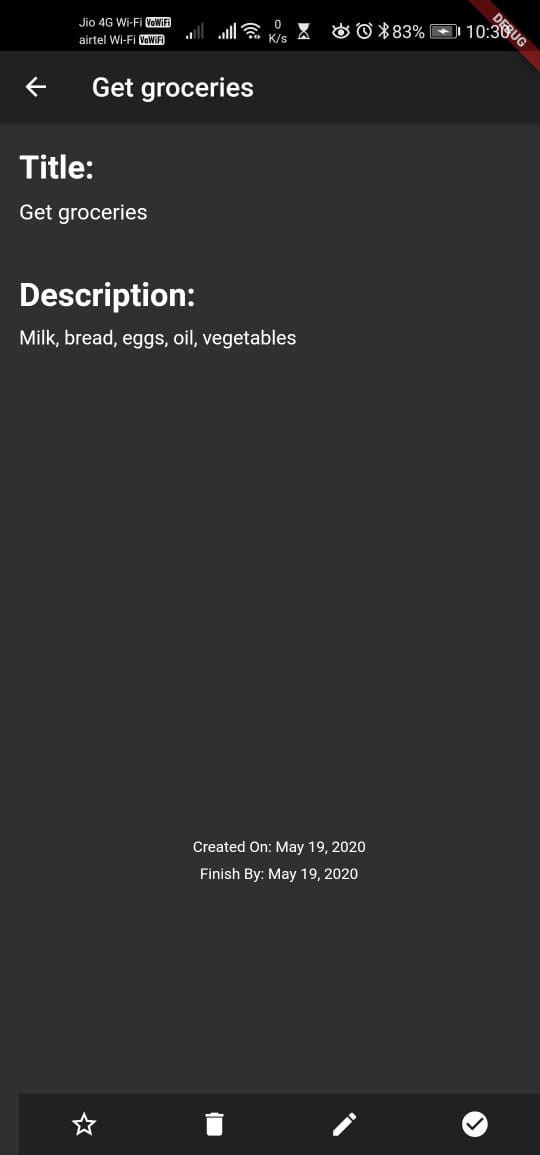 Jio 4G Wi-Fi VoWiFi
airtel Wi-Fi VoWiFi
0
K/s
83%
10:30
DEBUG
Get groceries
Title:
Get groceries
Description:
Milk, bread, eggs, oil, vegetables
Created On: May 19, 2020
Finish By: May 19, 2020